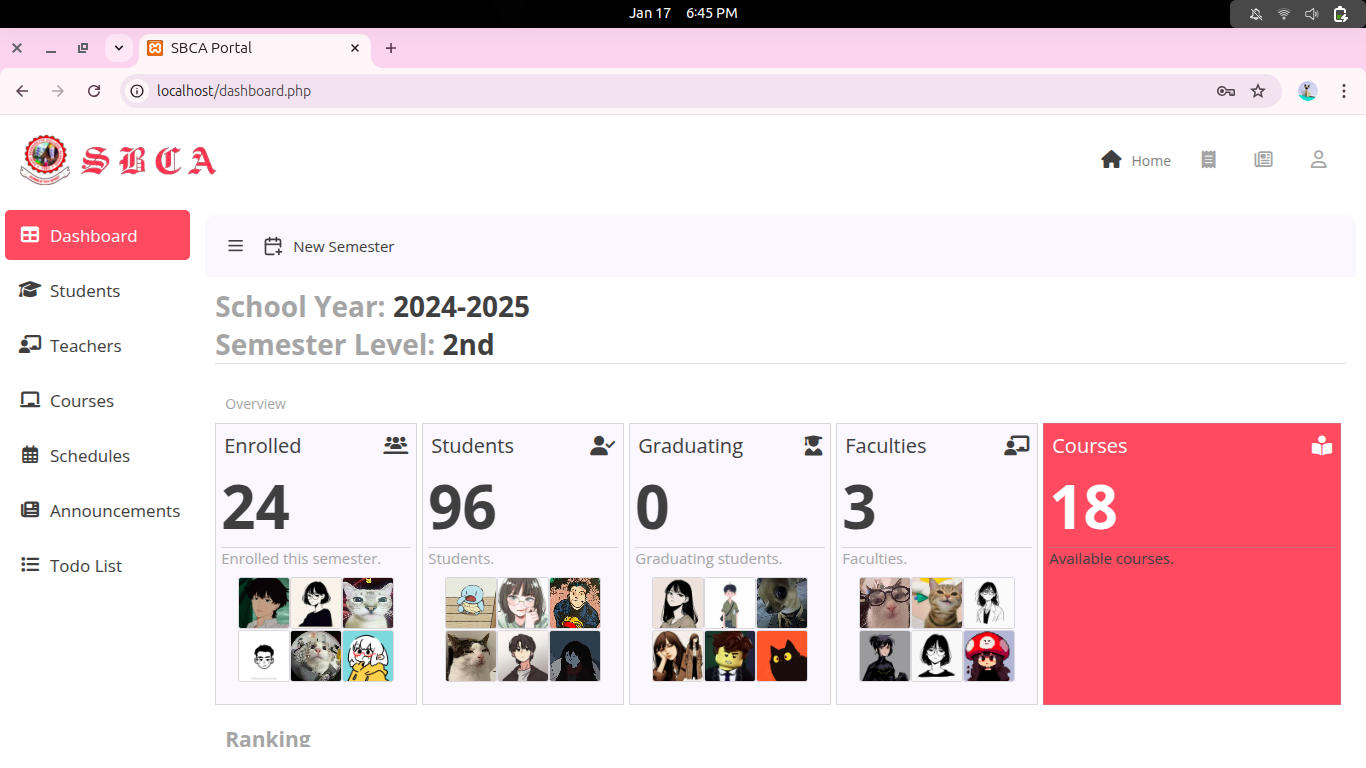 Jan 17 6:45 PM
SBCA Portal
localhost/dashboard.php
SBCA
Home
Dashboard
Students
Teachers
Courses
Schedules
Announcements
Todo List
New Semester
School Year: 2024-2025
Semester Level: 2nd
Overview
Enrolled
24
Enrolled this semester.
Students
96
Students.
Graduating
0
Graduating students.
Faculties
3
Faculties.
Courses
18
Available courses.
Ranking